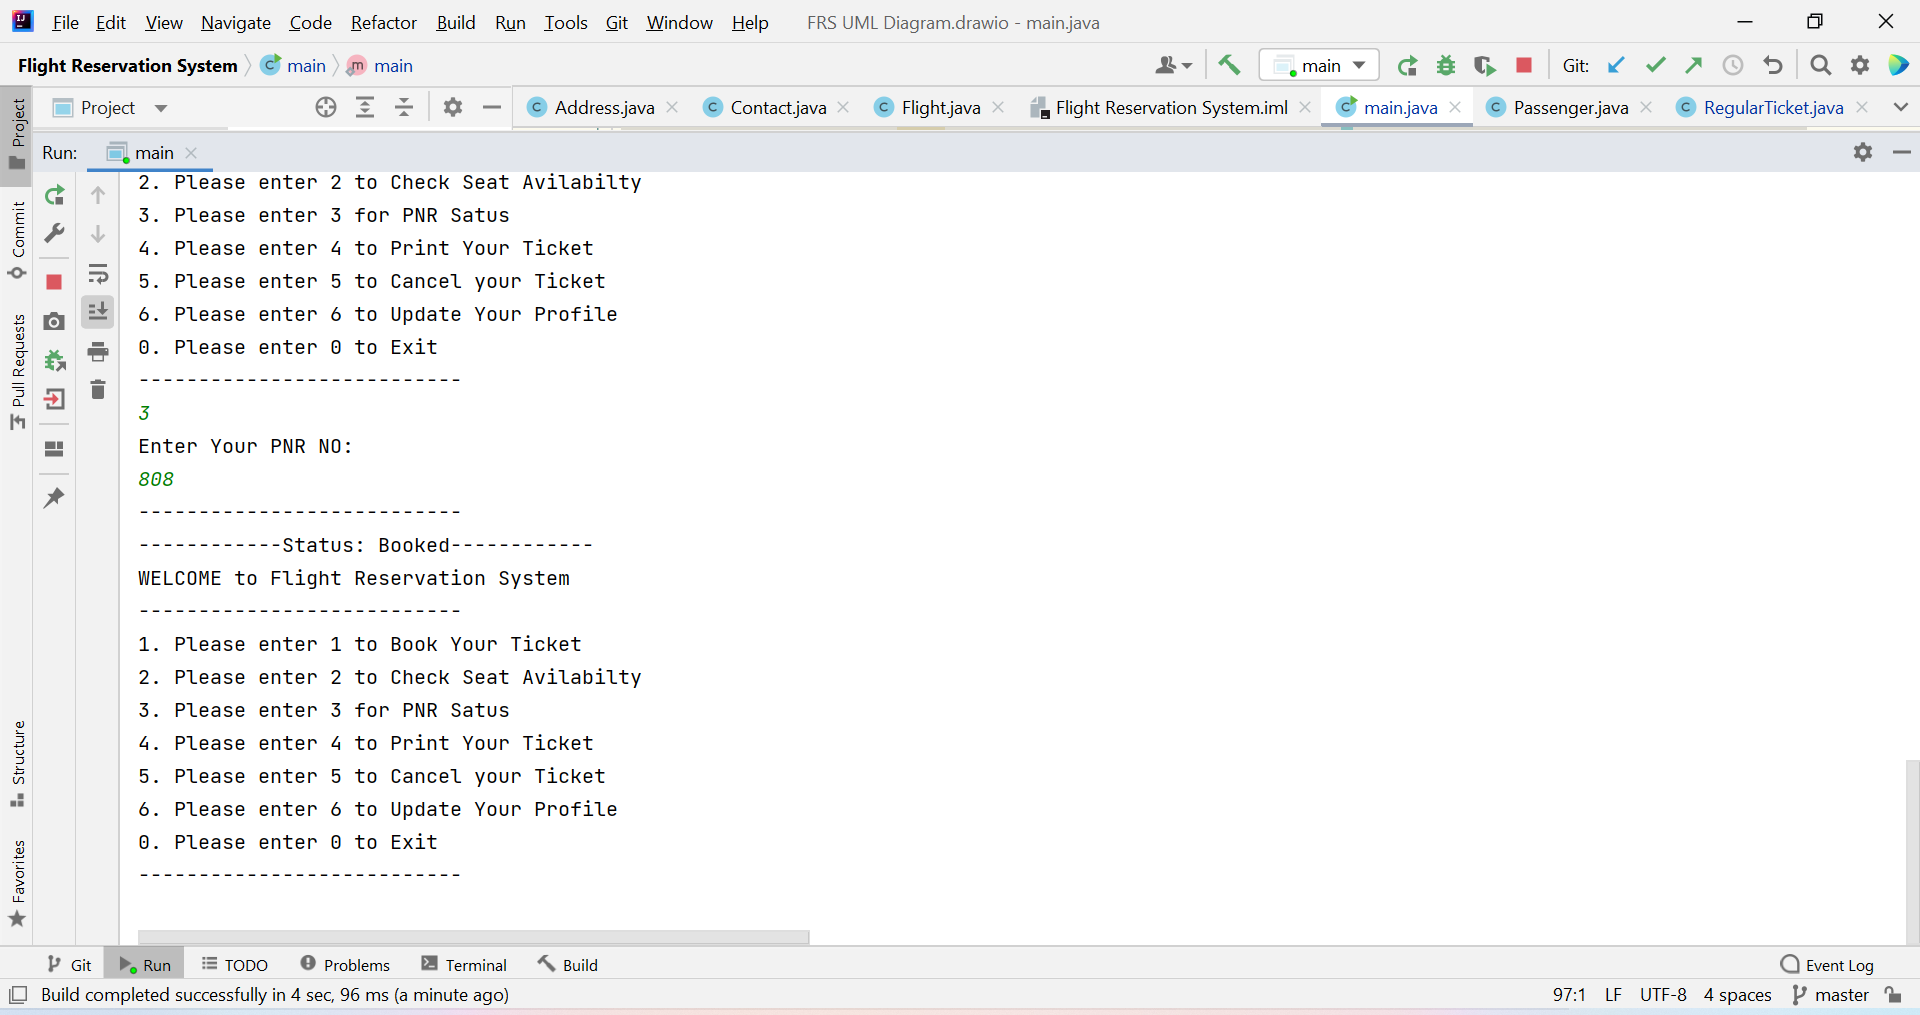 File Edit View Navigate Code Refactor Build Run Tools Git Window Help FRS UML Diagram.drawio - main.java
Flight Reservation System main main main Git:
Project Address.java Contact.java Flight.java Flight Reservation System.iml main.java Passenger.java RegularTicket.java
Run: main
Project
Commit
Pull Requests
Structure
Favorites
2. Please enter 2 to Check Seat Avilabilty
3. Please enter 3 for PNR Satus
4. Please enter 4 to Print Your Ticket
5. Please enter 5 to Cancel your Ticket
6. Please enter 6 to Update Your Profile
0. Please enter 0 to Exit
---------------------------
3
Enter Your PNR NO:
808
---------------------------
------------Status: Booked------------
WELCOME to Flight Reservation System
---------------------------
1. Please enter 1 to Book Your Ticket
2. Please enter 2 to Check Seat Avilabilty
3. Please enter 3 for PNR Satus
4. Please enter 4 to Print Your Ticket
5. Please enter 5 to Cancel your Ticket
6. Please enter 6 to Update Your Profile
0. Please enter 0 to Exit
---------------------------
Git Run TODO Problems Terminal Build Event Log
Build completed successfully in 4 sec, 96 ms (a minute ago) 97:1 LF UTF-8 4 spaces master